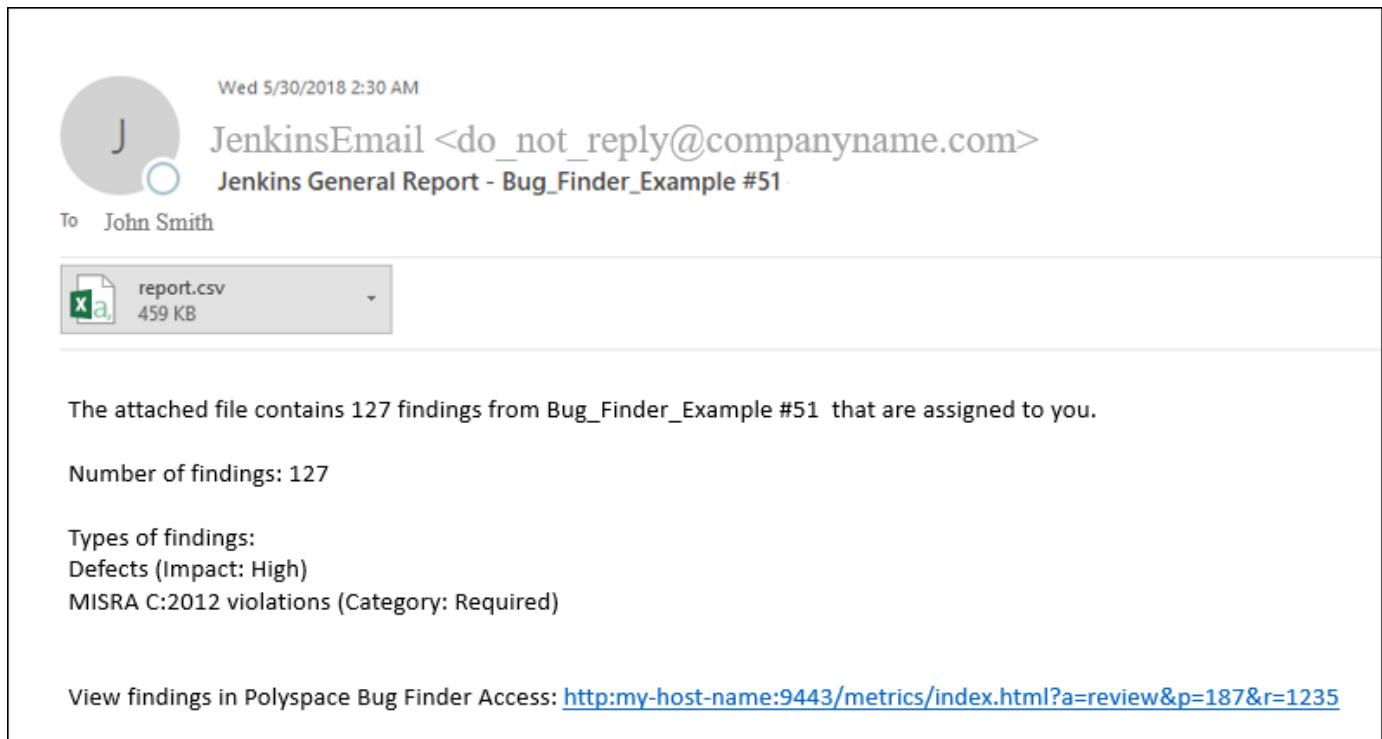 Wed 5/30/2018 2:30 AM
J
JenkinsEmail <do_not_reply@companyname.com>
Jenkins General Report - Bug_Finder_Example #51
To John Smith
report.csv
459 KB
The attached file contains 127 findings from Bug_Finder_Example #51  that are assigned to you.
Number of findings: 127
Types of findings:
Defects (Impact: High)
MISRA C:2012 violations (Category: Required)
View findings in Polyspace Bug Finder Access: http:my-host-name:9443/metrics/index.html?a=review&p=187&r=1235